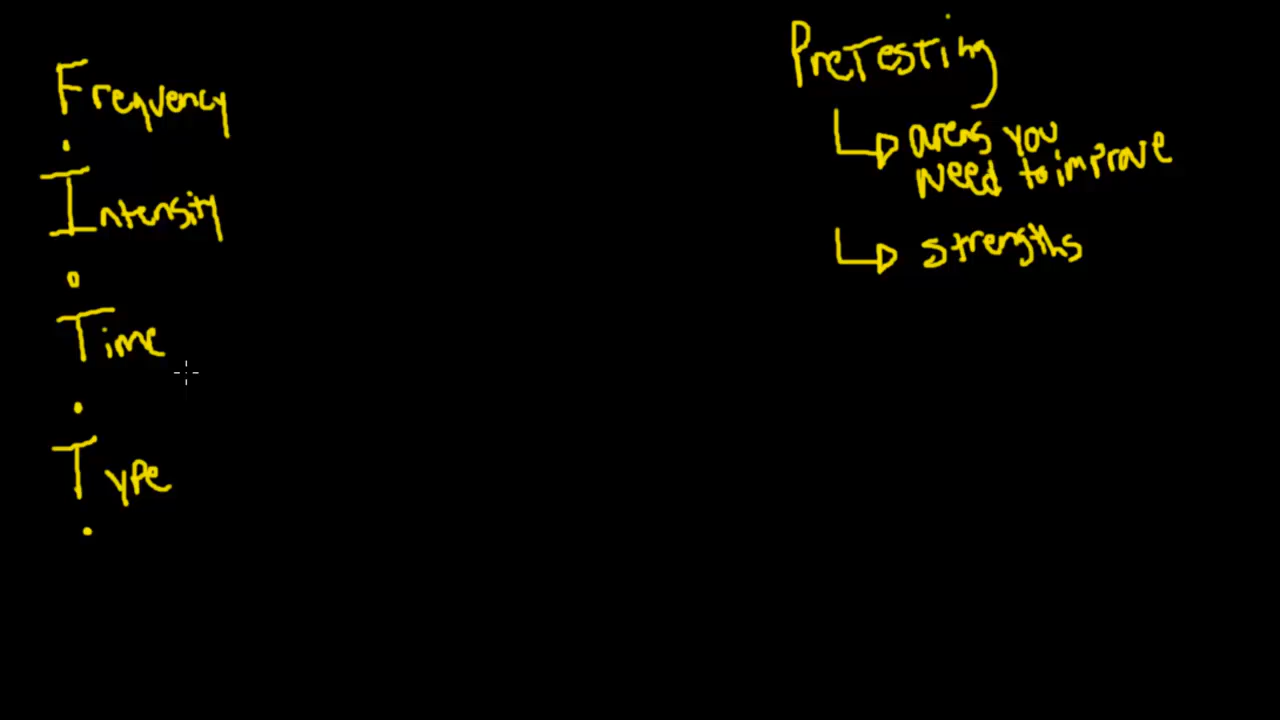 Frequency
Intensity
Time
Type
PreTesting
areas you
need to improve
strengths